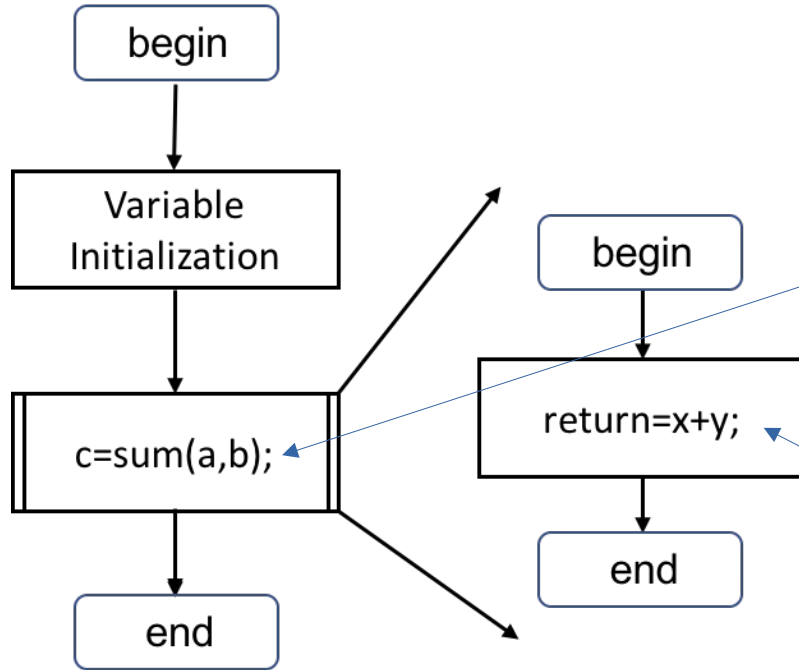 begin
Variable
Initialization
c=sum(a,b);
end
begin
return=x+y;
end